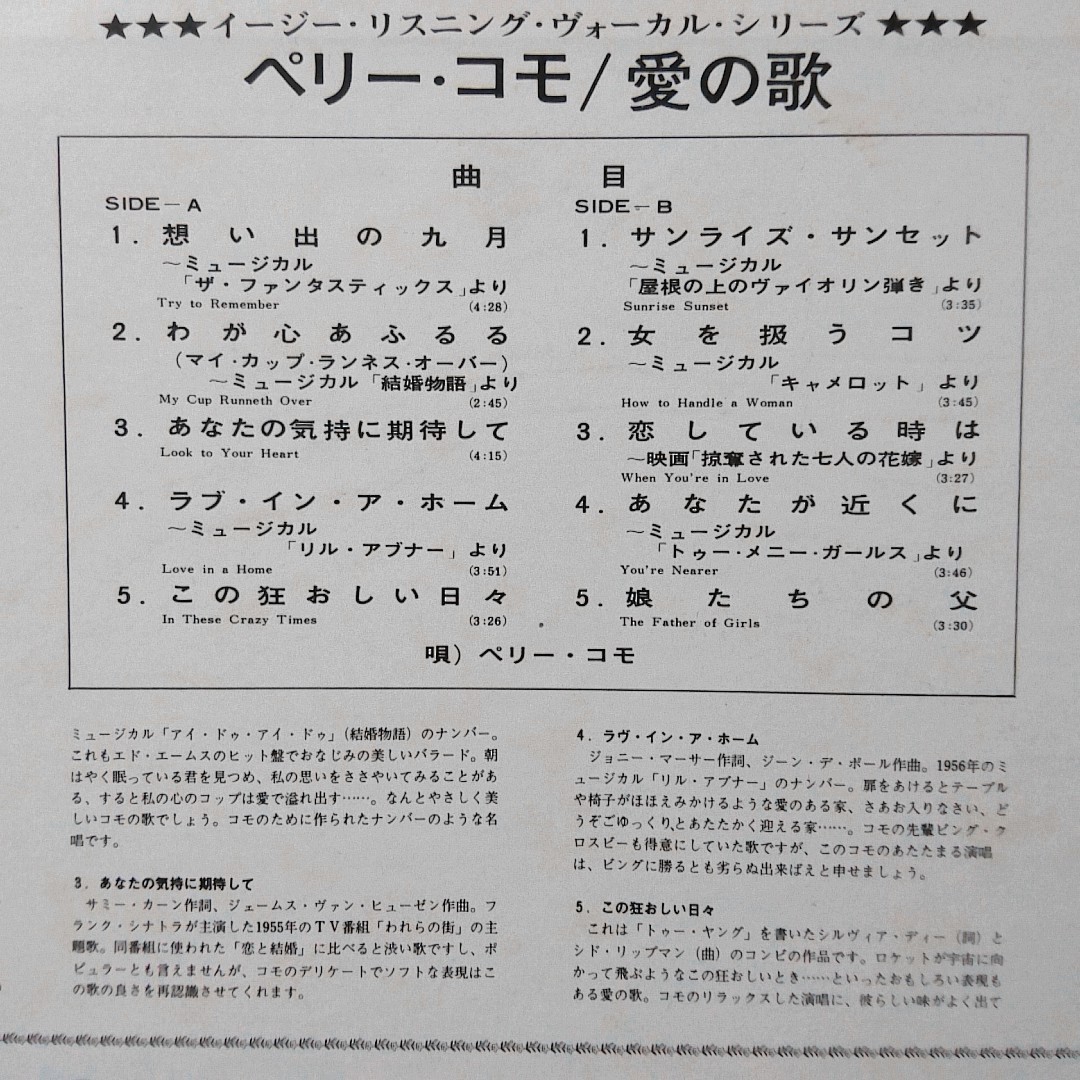 ★★★イージー・リスニング・ヴォーカル・シリーズ ★★★
ペリー・コモ/愛の歌
曲　目
SIDE－A
1．想い出の九月
～ミュージカル
「ザ・ファンタスティックス」より
Try to Remember (4:28)
2．わが心あふるる
（マイ・カップ・ランネス・オーバー）
～ミュージカル「結婚物語」より
My Cup Runneth Over (2:45)
3．あなたの気持に期待して
Look to Your Heart (4:15)
4．ラブ・イン・ア・ホーム
～ミュージカル
「リル・アブナー」より
Love in a Home (3:51)
5．この狂おしい日々
In These Crazy Times (3:26)
SIDE－B
1．サンライズ・サンセット
～ミュージカル
「屋根の上のヴァイオリン弾き」より
Sunrise Sunset (3:35)
2．女を扱うコツ
～ミュージカル
「キャメロット」より
How to Handle a Woman (3:45)
3．恋している時は
～映画「掠奪された七人の花嫁」より
When You're in Love (3:27)
4．あなたが近くに
～ミュージカル
「トゥー・メニー・ガールス」より
You're Nearer (3:46)
5．娘たちの父
The Father of Girls (3:30)
唄）ペリー・コモ
ミュージカル「アイ・ドゥ・アイ・ドゥ」（結婚物語）のナンバー。
これもエド・エームスのヒット盤でおなじみの美しいバラード。朝
はやく眠っている君を見つめ、私の思いをささやいてみることがあ
る、すると私の心のコップは愛で溢れ出す……。なんとやさしく美
しいコモの歌でしょう。コモのために作られたナンバーのような名
唱です。
3．あなたの気持に期待して
サミー・カーン作詞、ジェームス・ヴァン・ヒューゼン作曲。フ
ランク・シナトラが主演した1955年のTV番組「われらの街」の主
題歌。同番組に使われた「恋と結婚」に比べると渋い歌ですし、ポ
ピュラーとも言えませんが、コモのデリケートでソフトな表現はこ
の歌の良さを再認識させてくれます。
4．ラヴ・イン・ア・ホーム
ジョニー・マーサー作詞、ジーン・デ・ポール作曲。1956年のミ
ュージカル「リル・アブナー」のナンバー。扉をあけるとテーブル
や椅子がほほえみかけるような愛のある家、さあお入りなさい、ど
うぞごゆっくり、とあたたかく迎える家……。コモの先輩ビング・ク
ロスビーも得意にしていた歌ですが、このコモのあたたまる演唱
は、ビングに勝るとも劣らぬ出来ばえと申せましょう。
5．この狂おしい日々
これは「トゥー・ヤング」を書いたシルヴィア・ディー（詞）と
シド・リップマン（曲）のコンビの作品です。ロケットが宇宙に向
かって飛ぶようなこの狂おしいとき……といったおもしろい表現も
ある愛の歌。コモのリラックスした演唱に、彼らしい味がよく出て